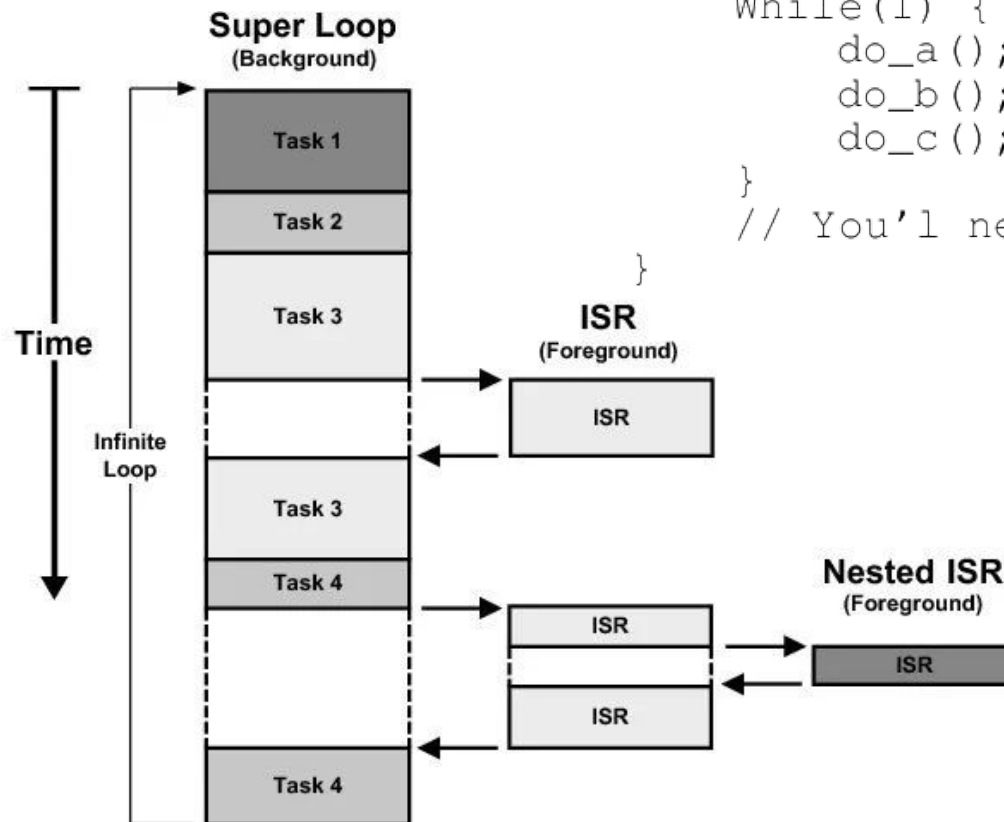 Super Loop
(Background)
While(1) {
do_a();
do_b();
do_c();
}
// You'l ne
}
Task 1
Task 2
Task 3
Time
ISR
(Foreground)
ISR
Infinite
Loop
Task 3
Task 4
Nested ISR
(Foreground)
ISR
ISR
ISR
Task 4